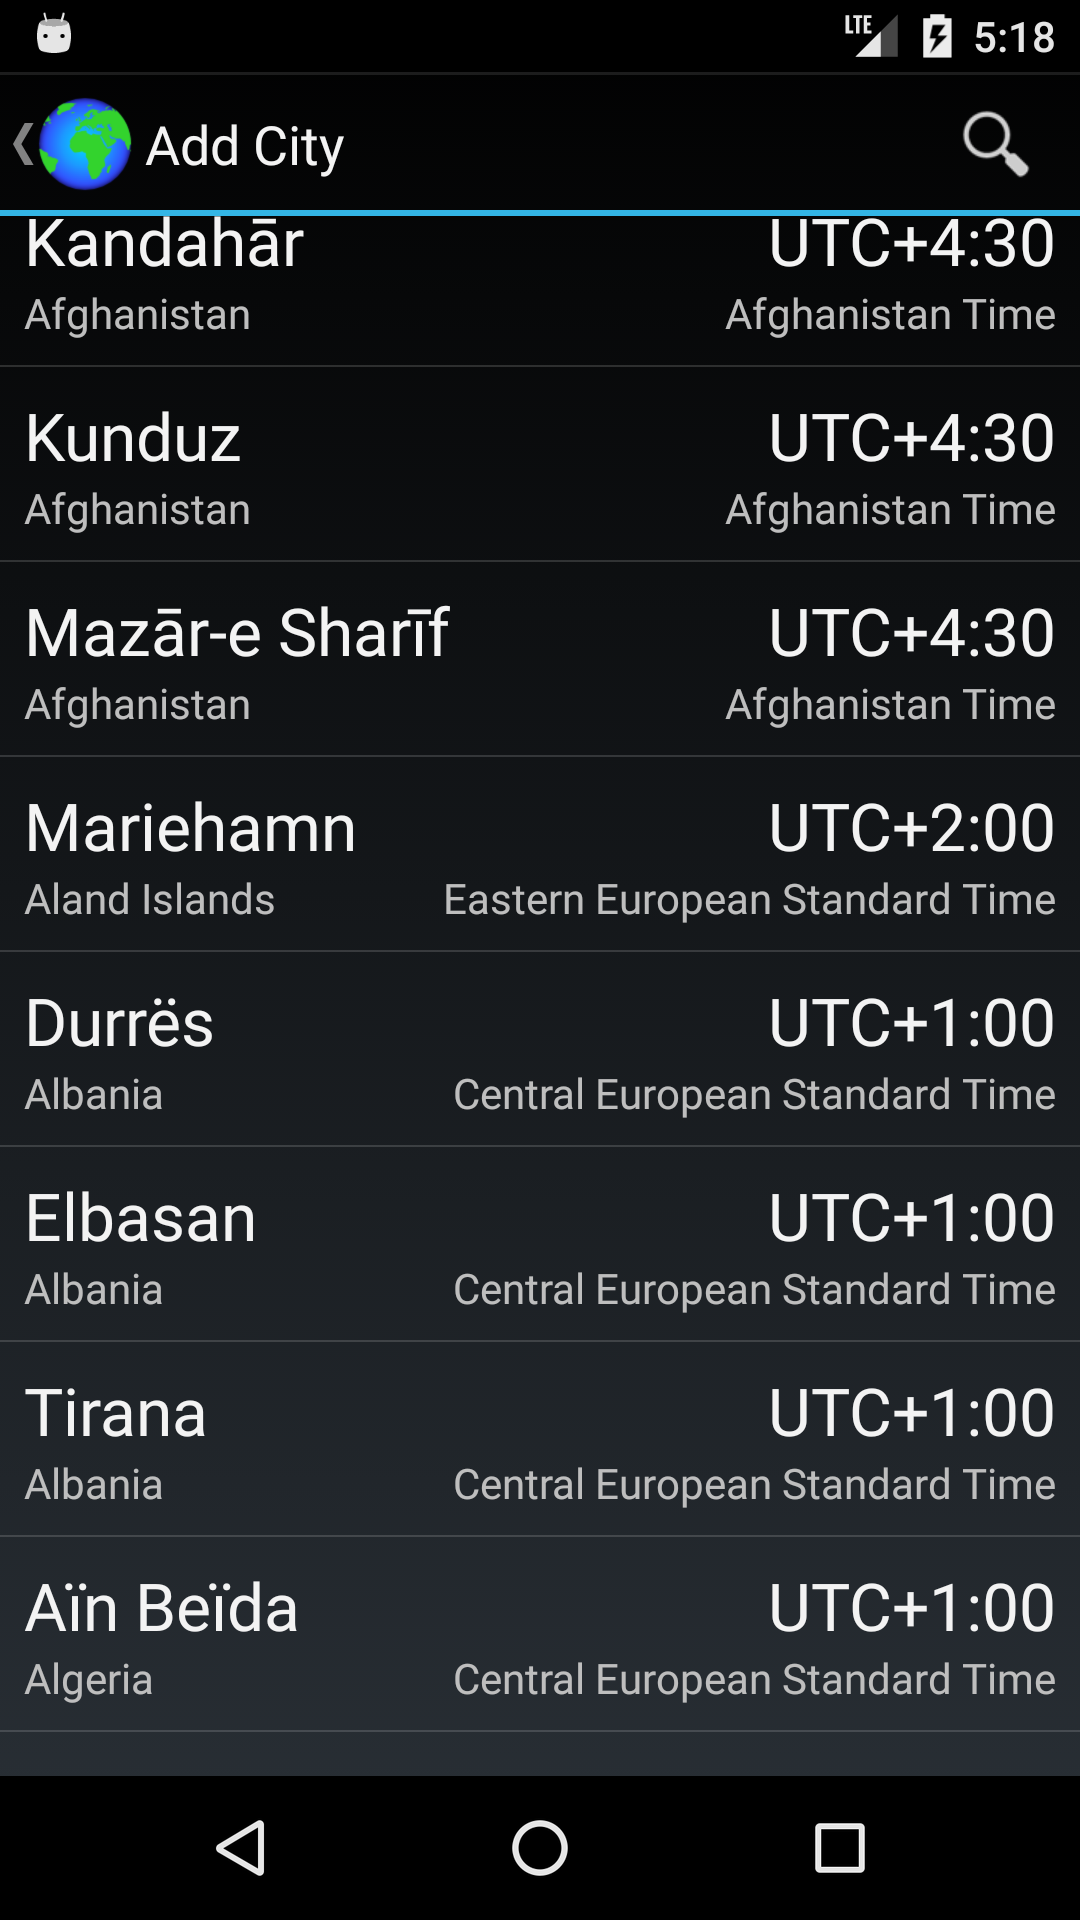 LTE 5:18
Add City
Kandahār UTC+4:30
Afghanistan Afghanistan Time
Kunduz UTC+4:30
Afghanistan Afghanistan Time
Mazār-e Sharīf UTC+4:30
Afghanistan Afghanistan Time
Mariehamn UTC+2:00
Aland Islands Eastern European Standard Time
Durrës UTC+1:00
Albania Central European Standard Time
Elbasan UTC+1:00
Albania Central European Standard Time
Tirana UTC+1:00
Albania Central European Standard Time
Aïn Beïda UTC+1:00
Algeria Central European Standard Time